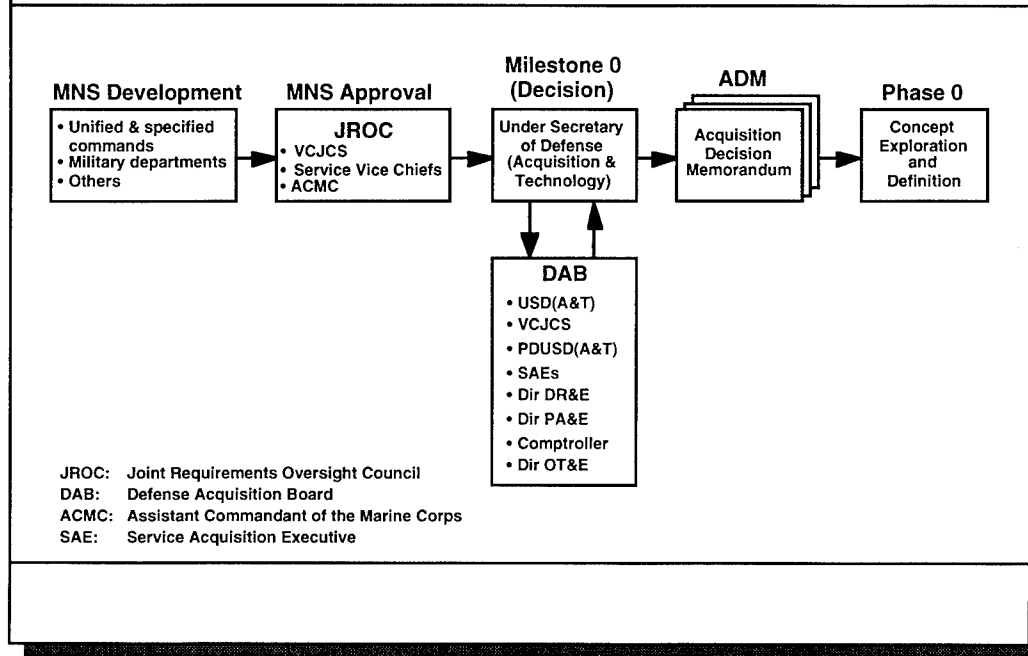 MNS Development
• Unified & specified
commands
• Military departments
• Others
MNS Approval
JROC
• VCJCS
• Service Vice Chiefs
• ACMC
Milestone 0
(Decision)
Under Secretary
of Defense
(Acquisition &
Technology)
ADM
Acquisition
Decision
Memorandum
Phase 0
Concept
Exploration
and
Definition
DAB
• USD(A&T)
• VCJCS
• PDUSD(A&T)
• SAEs
• Dir DR&E
• Dir PA&E
• Comptroller
• Dir OT&E
JROC: Joint Requirements Oversight Council
DAB: Defense Acquisition Board
ACMC: Assistant Commandant of the Marine Corps
SAE: Service Acquisition Executive